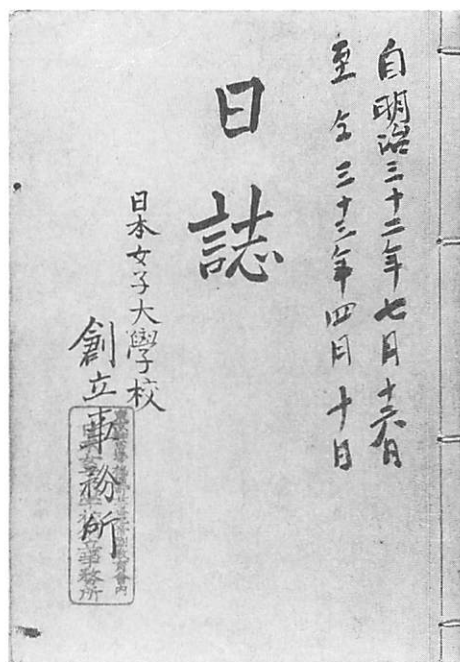 自明治三十二年七月十六日
至仝三十三年四月十日
日誌
日本女子大學校
創立事務所